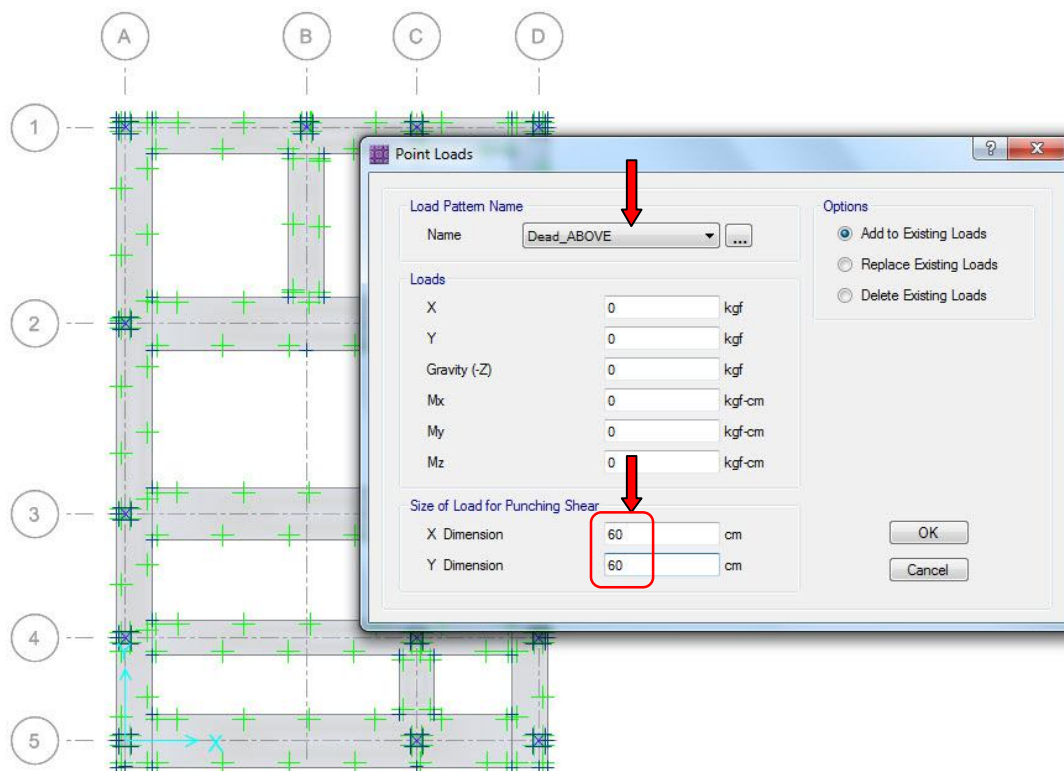 A B C D
1
Point Loads
Load Pattern Name
Name Dead_ABOVE ...
Options
Add to Existing Loads
Replace Existing Loads
Delete Existing Loads
Loads
X 0 kgf
Y 0 kgf
Gravity (-Z) 0 kgf
Mx 0 kgf-cm
My 0 kgf-cm
Mz 0 kgf-cm
Size of Load for Punching Shear
X Dimension 60 cm
Y Dimension 60 cm
OK
Cancel
2
3
4
5
X